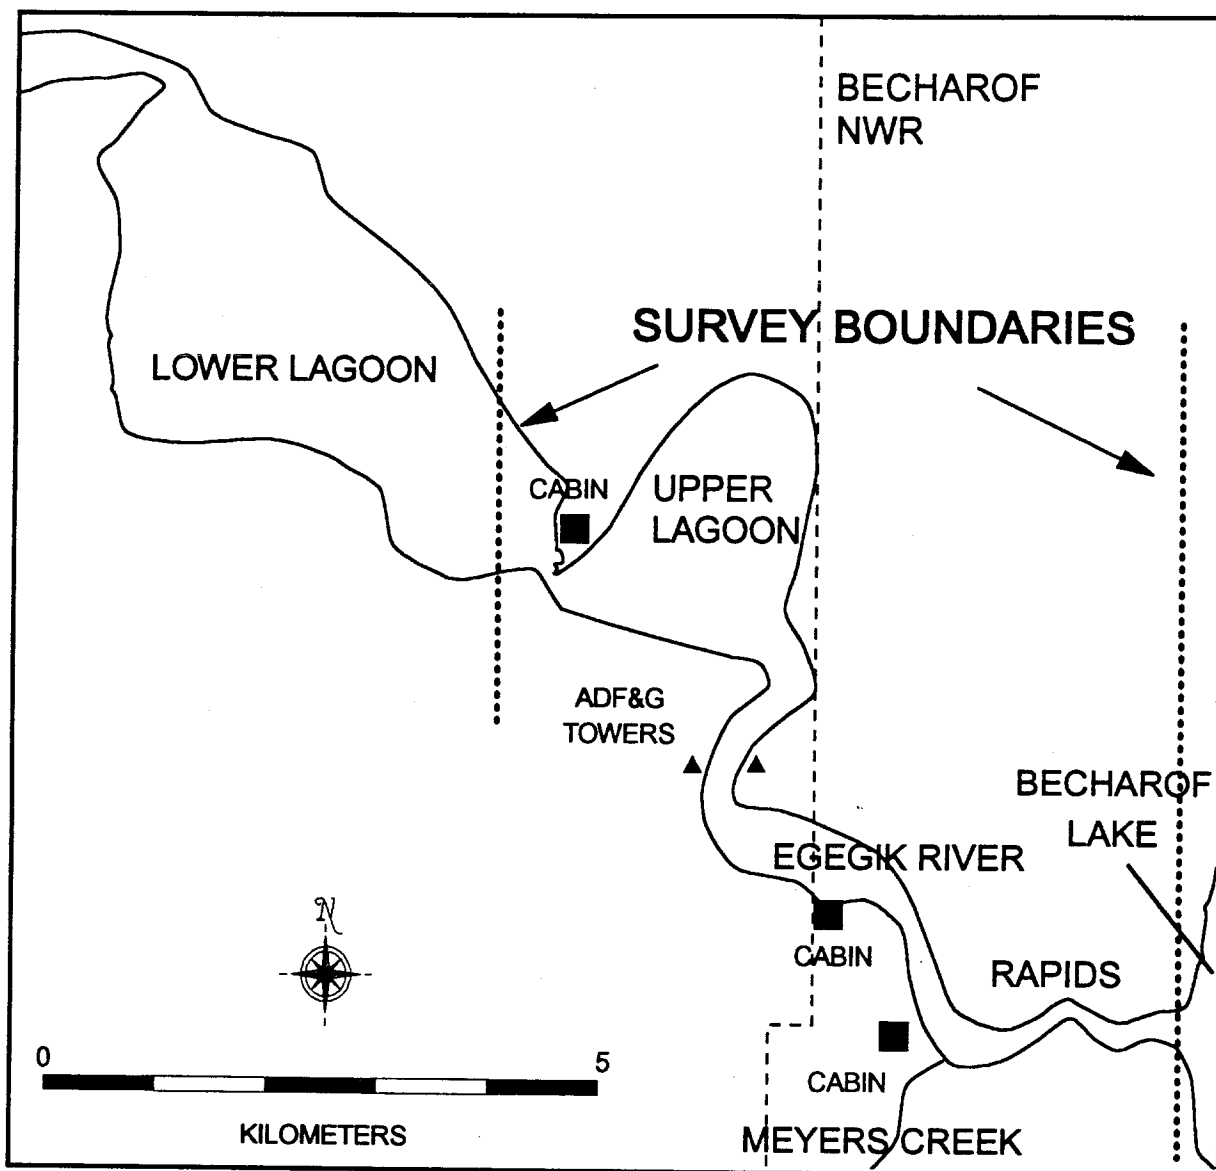 BECHAROF
NWR
SURVEY BOUNDARIES
LOWER LAGOON
CABIN
UPPER
LAGOON
ADF&G
TOWERS
BECHAROF
LAKE
EGEGIK RIVER
N
CABIN
RAPIDS
0 5
CABIN
KILOMETERS
MEYERS CREEK